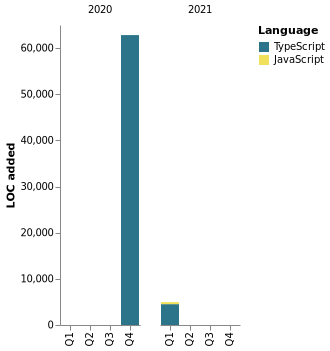 2020 2021
Language
TypeScript
JavaScript
LOC added
60,000
50,000
40,000
30,000
20,000
10,000
0
Q1 Q2 Q3 Q4 Q1 Q2 Q3 Q4